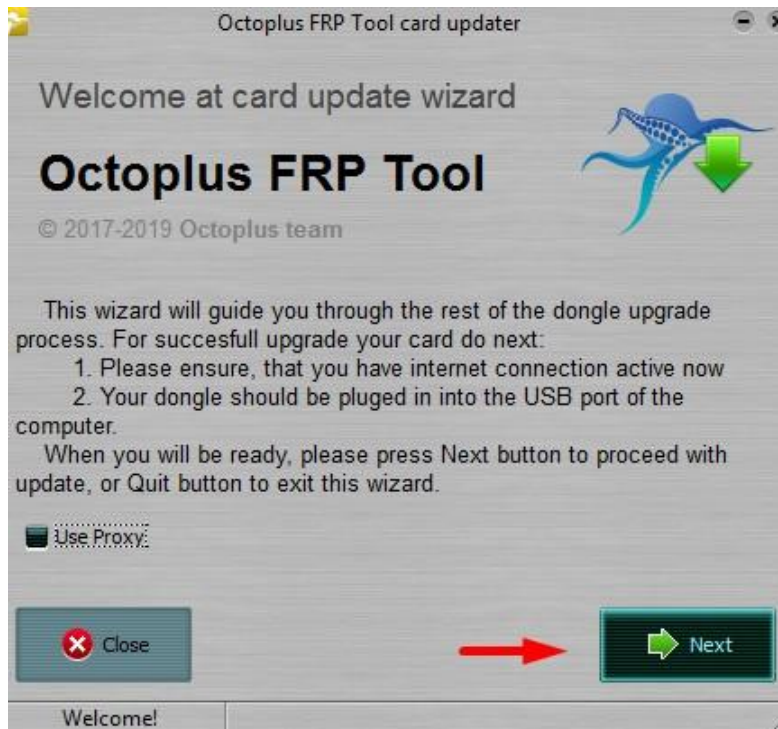 Octoplus FRP Tool card updater
Welcome at card update wizard
Octoplus FRP Tool
© 2017-2019 Octoplus team
This wizard will guide you through the rest of the dongle upgrade
process. For succesfull upgrade your card do next:
1. Please ensure, that you have internet connection active now
2. Your dongle should be pluged in into the USB port of the
computer.
When you will be ready, please press Next button to proceed with
update, or Quit button to exit this wizard.
Use Proxy
Close
Next
Welcome!